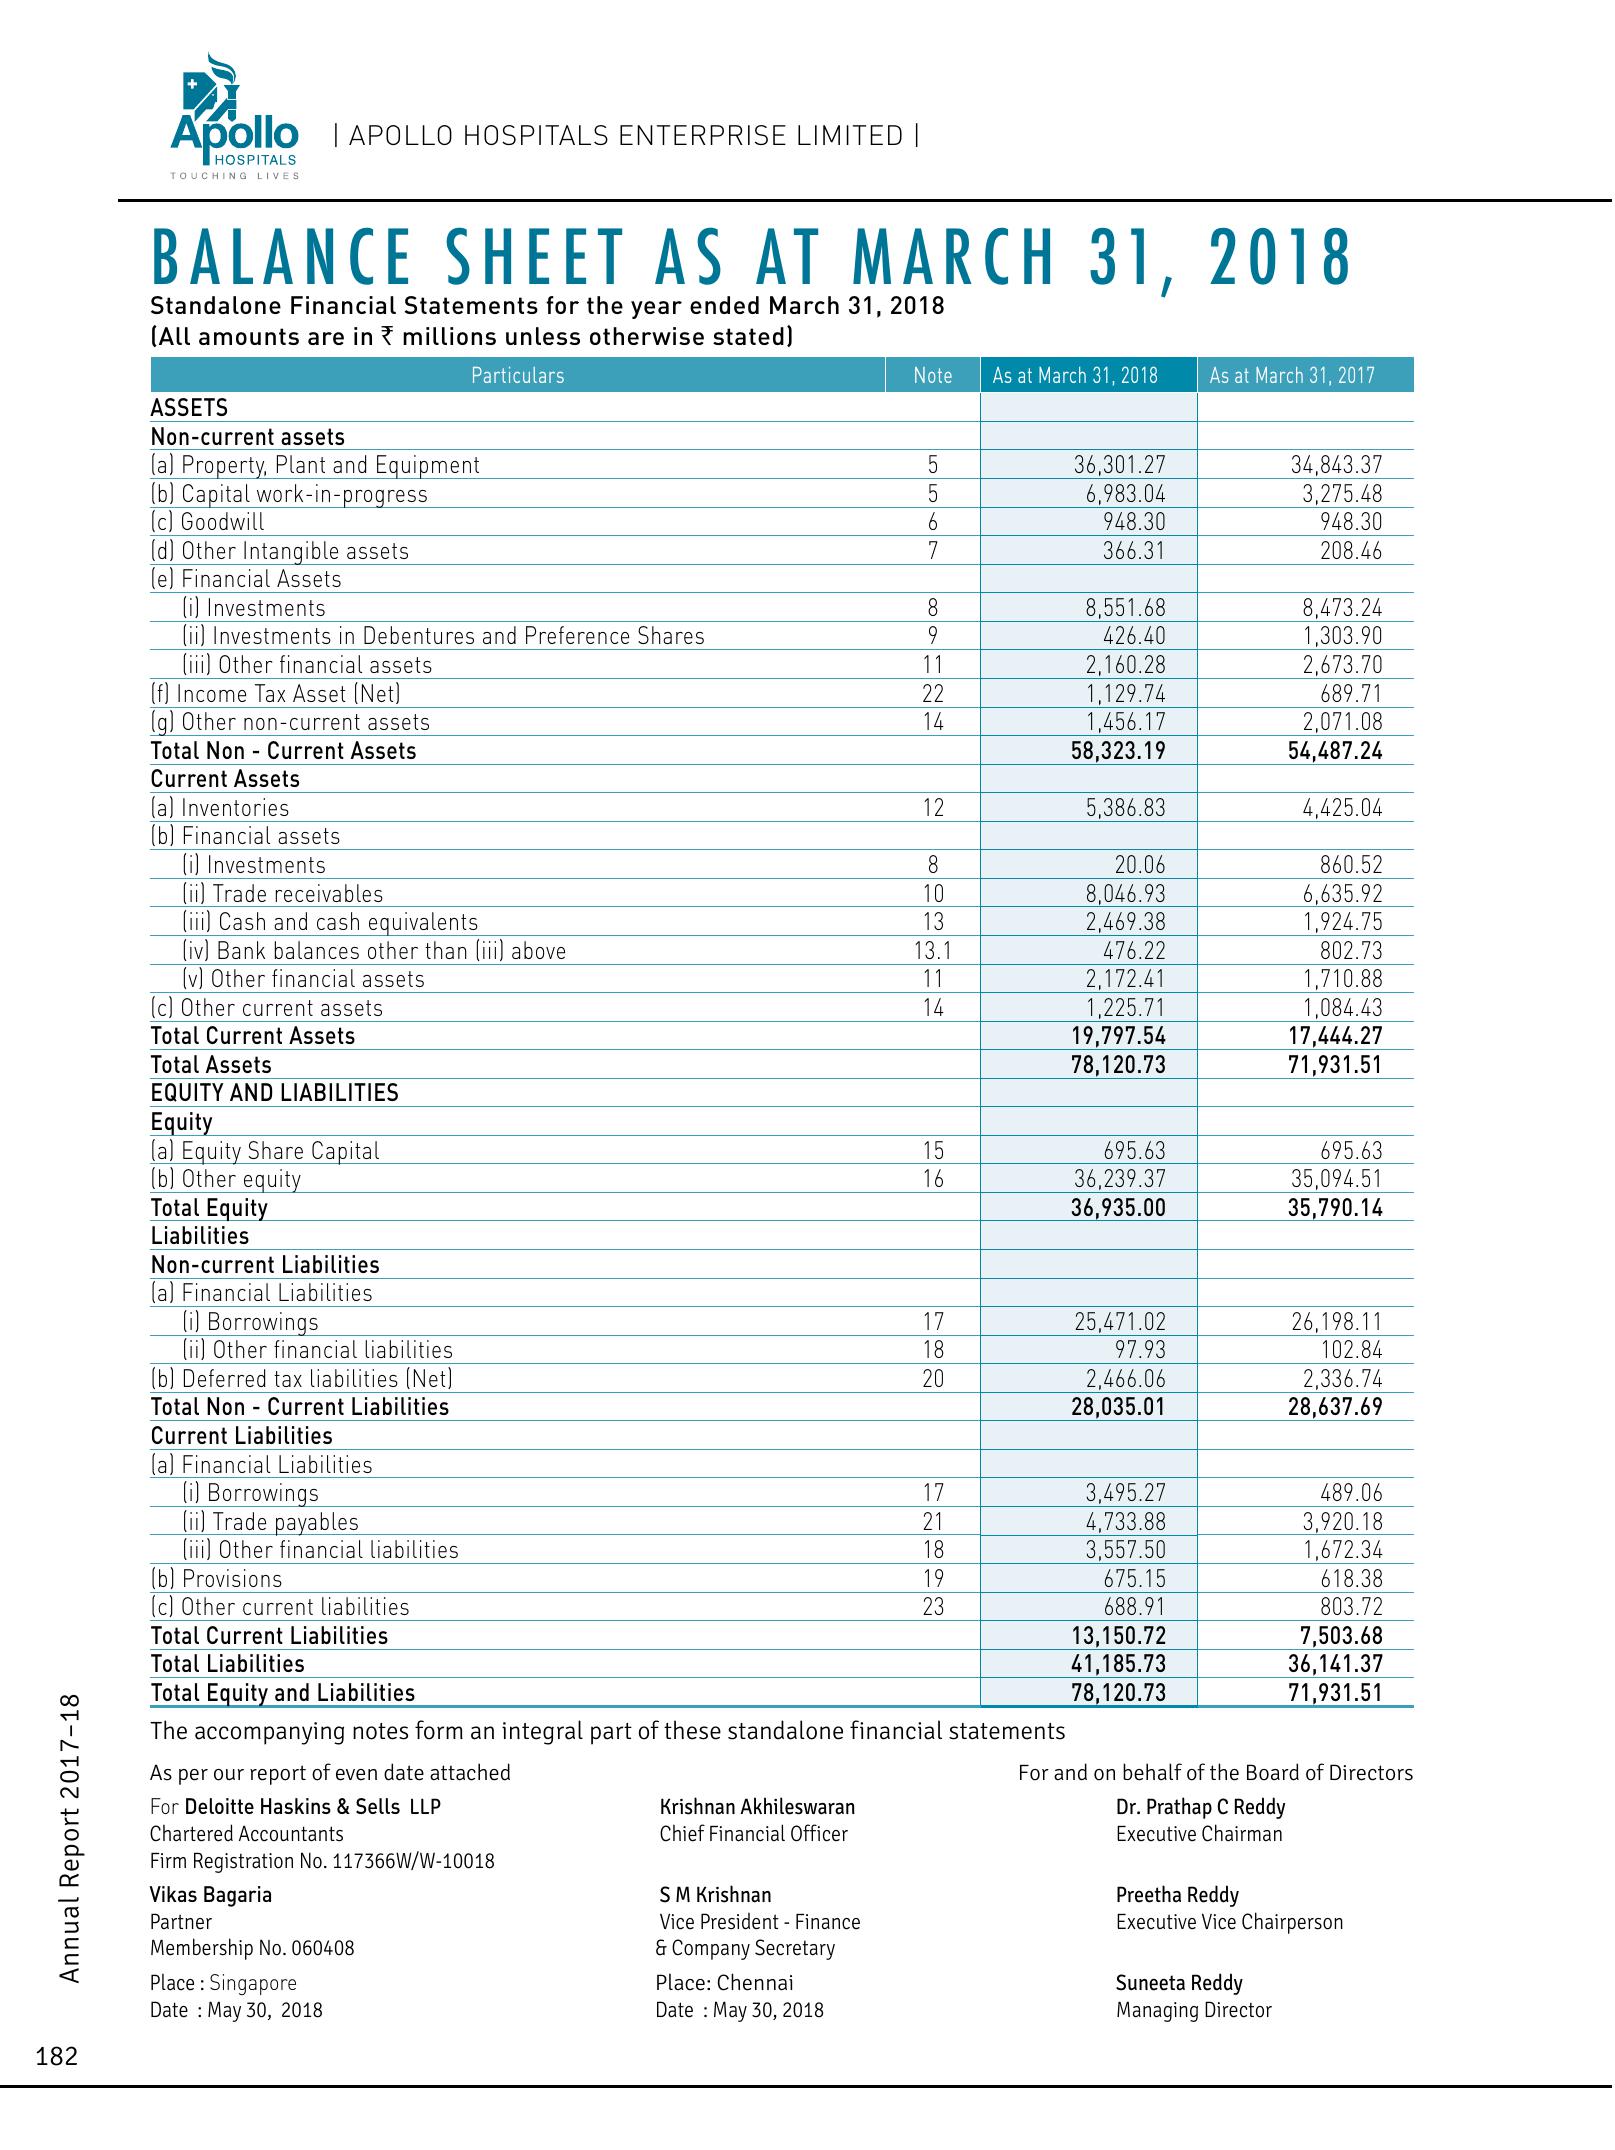 Apollo
HOSPITALS
TOUCHING LIVES
| APOLLO HOSPITALS ENTERPRISE LIMITED |
BALANCE SHEET AS AT MARCH 31, 2018
Standalone Financial Statements for the year ended March 31, 2018
(All amounts are in ₹ millions unless otherwise stated)
Particulars Note As at March 31, 2018 As at March 31, 2017
ASSETS
Non-current assets
(a) Property, Plant and Equipment 5 36,301.27 34,843.37
(b) Capital work-in-progress 5 6,983.04 3,275.48
(c) Goodwill 6 948.30 948.30
(d) Other Intangible assets 7 366.31 208.46
(e) Financial Assets
(i) Investments 8 8,551.68 8,473.24
(ii) Investments in Debentures and Preference Shares 9 426.40 1,303.90
(iii) Other financial assets 11 2,160.28 2,673.70
(f) Income Tax Asset (Net) 22 1,129.74 689.71
(g) Other non-current assets 14 1,456.17 2,071.08
Total Non - Current Assets 58,323.19 54,487.24
Current Assets
(a) Inventories 12 5,386.83 4,425.04
(b) Financial assets
(i) Investments 8 20.06 860.52
(ii) Trade receivables 10 8,046.93 6,635.92
(iii) Cash and cash equivalents 13 2,469.38 1,924.75
(iv) Bank balances other than (iii) above 13.1 476.22 802.73
(v) Other financial assets 11 2,172.41 1,710.88
(c) Other current assets 14 1,225.71 1,084.43
Total Current Assets 19,797.54 17,444.27
Total Assets 78,120.73 71,931.51
EQUITY AND LIABILITIES
Equity
(a) Equity Share Capital 15 695.63 695.63
(b) Other equity 16 36,239.37 35,094.51
Total Equity 36,935.00 35,790.14
Liabilities
Non-current Liabilities
(a) Financial Liabilities
(i) Borrowings 17 25,471.02 26,198.11
(ii) Other financial liabilities 18 97.93 102.84
(b) Deferred tax liabilities (Net) 20 2,466.06 2,336.74
Total Non - Current Liabilities 28,035.01 28,637.69
Current Liabilities
(a) Financial Liabilities
(i) Borrowings 17 3,495.27 489.06
(ii) Trade payables 21 4,733.88 3,920.18
(iii) Other financial liabilities 18 3,557.50 1,672.34
(b) Provisions 19 675.15 618.38
(c) Other current liabilities 23 688.91 803.72
Total Current Liabilities 13,150.72 7,503.68
Total Liabilities 41,185.73 36,141.37
Total Equity and Liabilities 78,120.73 71,931.51
The accompanying notes form an integral part of these standalone financial statements
As per our report of even date attached For and on behalf of the Board of Directors
For Deloitte Haskins & Sells LLP Krishnan Akhileswaran Dr. Prathap C Reddy
Chartered Accountants Chief Financial Officer Executive Chairman
Firm Registration No. 117366W/W-10018
Vikas Bagaria S M Krishnan Preetha Reddy
Partner Vice President - Finance Executive Vice Chairperson
Membership No. 060408 & Company Secretary
Place : Singapore Place: Chennai Suneeta Reddy
Date : May 30, 2018 Date : May 30, 2018 Managing Director
Annual Report 2017-18
182